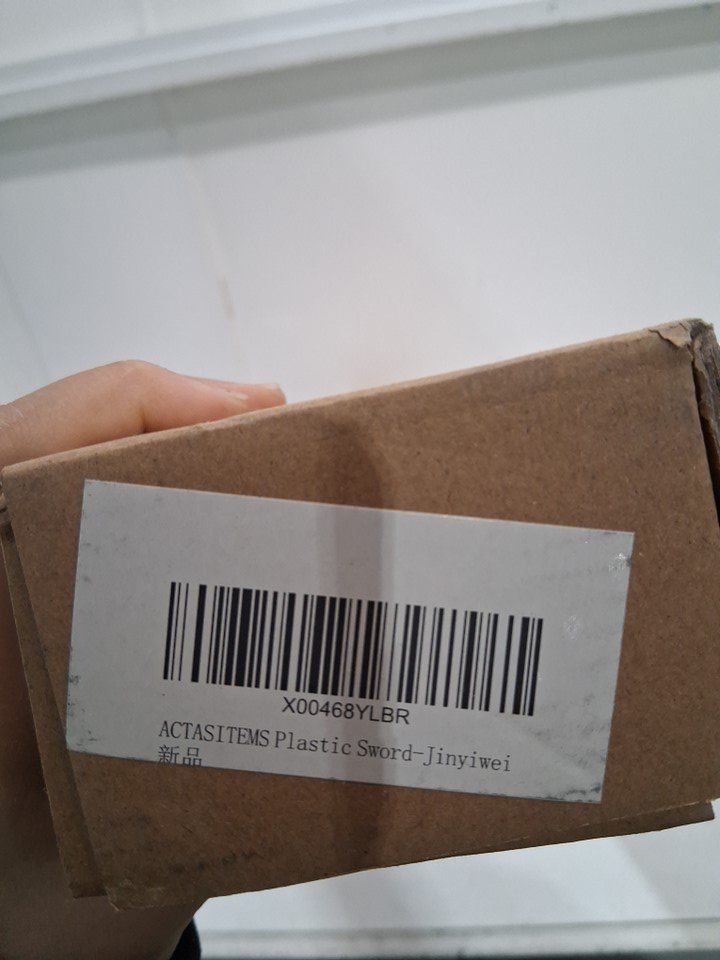 X00468YLBR
ACTASITEMS Plastic Sword-Jinyiwei
新品